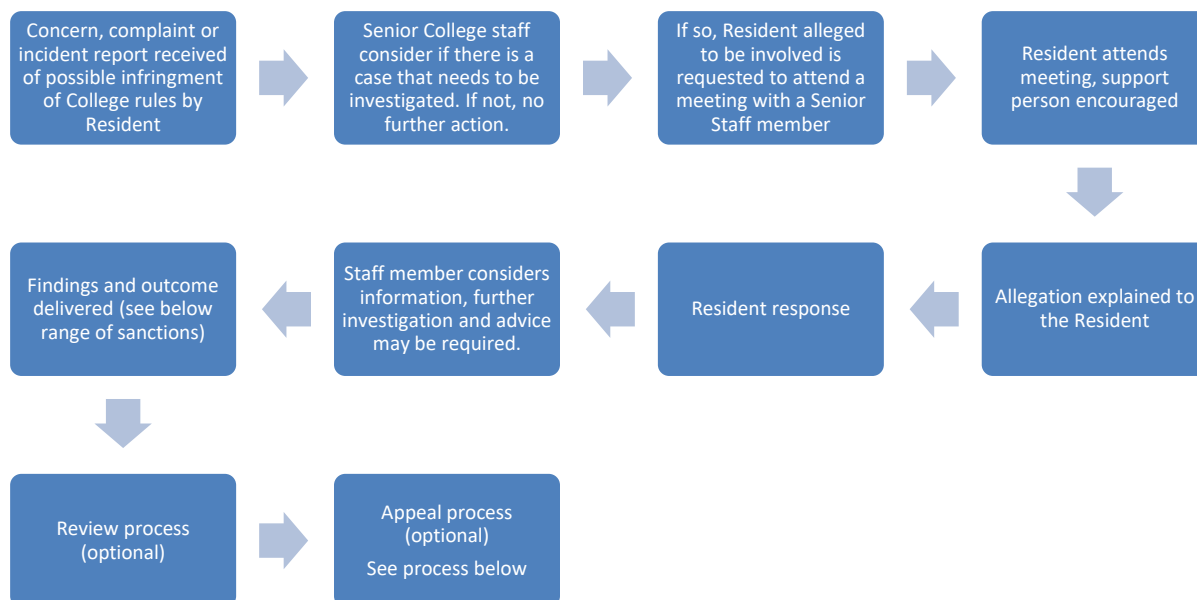 Concern, complaint or
incident report received
of possible infringment
of College rules by
Resident
Senior College staff
consider if there is a
case that needs to be
investigated. If not, no
further action.
If so, Resident alleged
to be involved is
requested to attend a
meeting with a Senior
Staff member
Resident attends
meeting, support
person encouraged
Allegation explained to
the Resident
Resident response
Staff member considers
information, further
investigation and advice
may be required.
Findings and outcome
delivered (see below
range of sanctions)
Review process
(optional)
Appeal process
(optional)
See process below